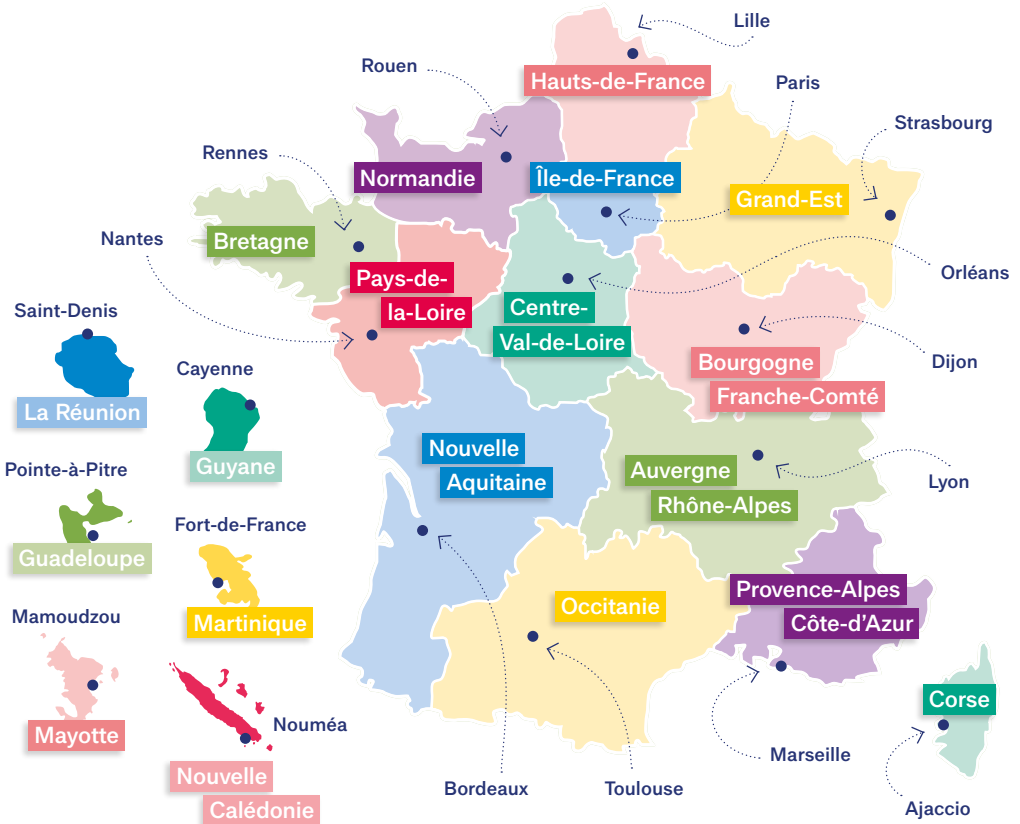 Lille
Rouen
Hauts-de-France
Paris
Strasbourg
Rennes
Normandie
Île-de-France
Grand-Est
Nantes
Bretagne
Orléans
Pays-de-
la-Loire
Centre-
Val-de-Loire
Saint-Denis
La Réunion
Cayenne
Guyane
Dijon
Bourgogne
Franche-Comté
Nouvelle
Aquitaine
Auvergne
Rhône-Alpes
Lyon
Pointe-à-Pitre
Guadeloupe
Fort-de-France
Martinique
Occitanie
Provence-Alpes
Côte-d'Azur
Mamoudzou
Mayotte
Nouméa
Nouvelle
Calédonie
Corse
Marseille
Bordeaux
Toulouse
Ajaccio